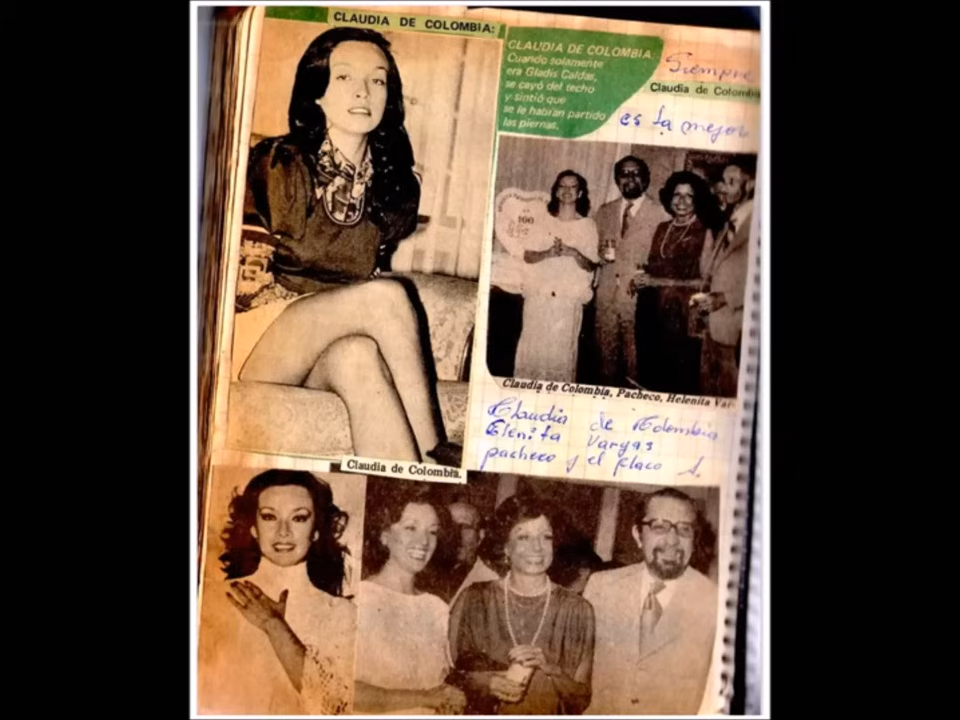 CLAUDIA DE COLOMBIA:
CLAUDIA DE COLOMBIA.
Cuando solamente
era Gladis Caldas,
se cayó del techo
y sintió que
se le habían partido
las piernas.
Siempre
Claudia de Colombia
es la mejor
100
Claudia de Colombia, Pacheco, Helenita Var
Claudia de Colombia
Elenita Vargas
pacheco y el flaco
Claudia de Colombia.